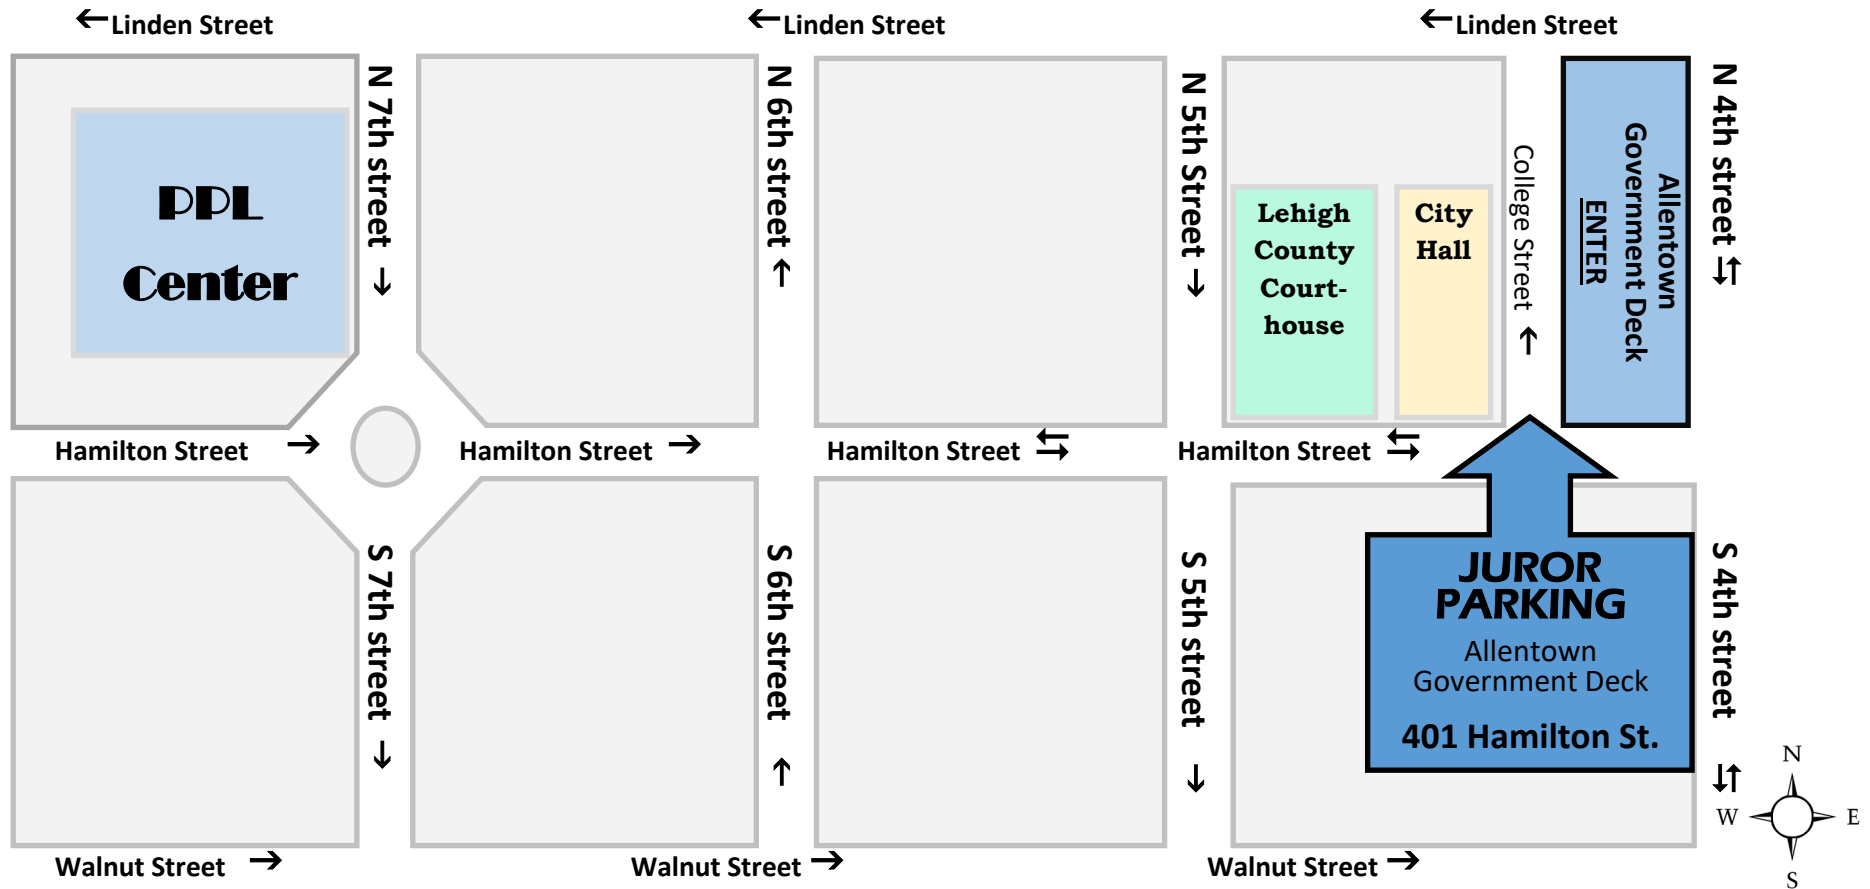 ←Linden Street
←Linden Street
←Linden Street
N 7th street →
N 6th street ←
N 5th Street →
College Street ←
N 4th street ⇄
PPL
Center
Lehigh
County
Court-
house
City
Hall
Allentown
Government Deck
ENTER
Hamilton Street →
Hamilton Street →
Hamilton Street ⇆
Hamilton Street ⇆
S 7th street →
S 6th street ←
S 5th street →
S 4th street ⇄
JUROR
PARKING
Allentown
Government Deck
401 Hamilton St.
N
W
E
S
Walnut Street →
Walnut Street →
Walnut Street →